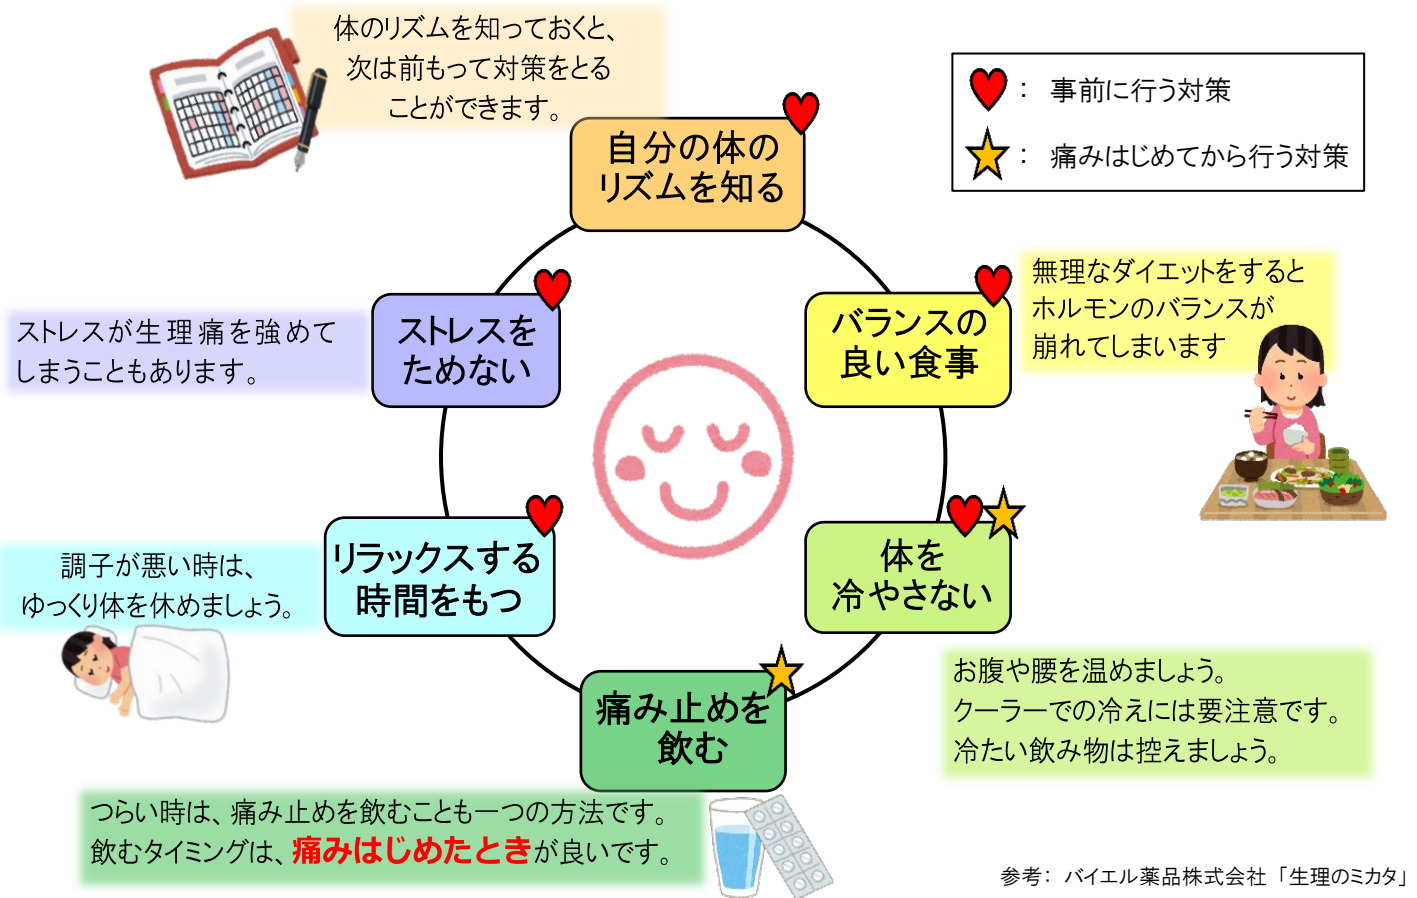 体のリズムを知っておくと、
次は前もって対策をとる
ことができます。
自分の体の
リズムを知る
： 事前に行う対策
： 痛みはじめてから行う対策
無理なダイエットをすると
ホルモンのバランスが
崩れてしまいます
バランスの
良い食事
ストレスを
ためない
ストレスが生理痛を強めて
しまうこともあります。
体を
冷やさない
リラックスする
時間をもつ
調子が悪い時は、
ゆっくり体を休めましょう。
お腹や腰を温めましょう。
クーラーでの冷えには要注意です。
冷たい飲み物は控えましょう。
痛み止めを
飲む
つらい時は、痛み止めを飲むことも一つの方法です。
飲むタイミングは、痛みはじめたときが良いです。
参考： バイエル薬品株式会社 「生理のミカタ」